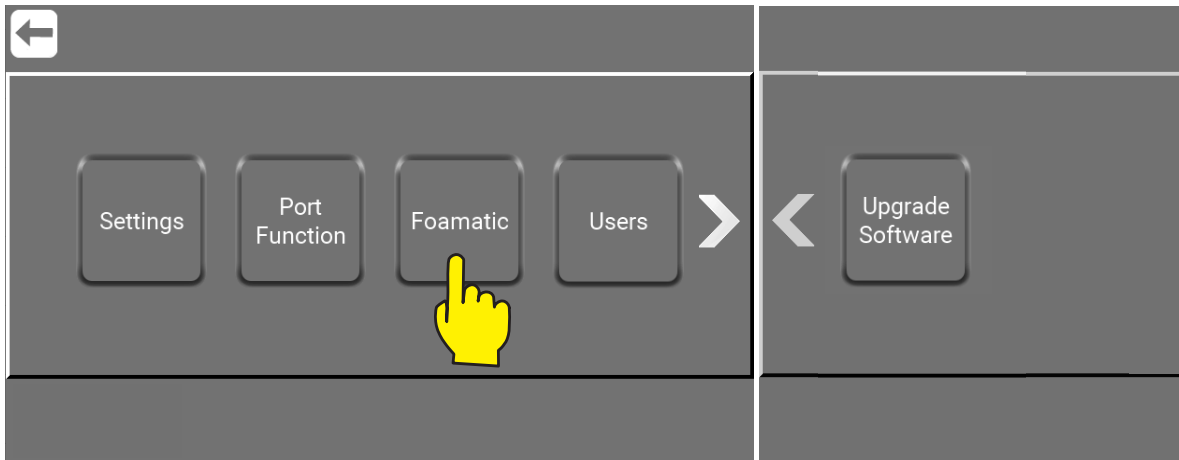 Settings
Port
Function
Foamatic
Users
Upgrade
Software